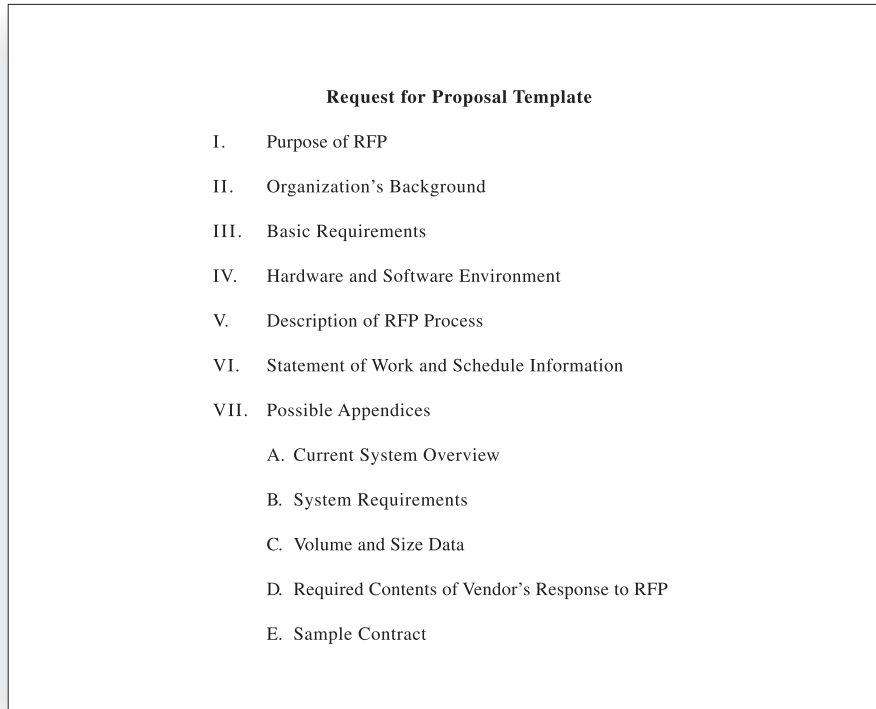 Request for Proposal Template
I. Purpose of RFP
II. Organization’s Background
III. Basic Requirements
IV. Hardware and Software Environment
V. Description of RFP Process
VI. Statement of Work and Schedule Information
VII. Possible Appendices
A. Current System Overview
B. System Requirements
C. Volume and Size Data
D. Required Contents of Vendor’s Response to RFP
E. Sample Contract